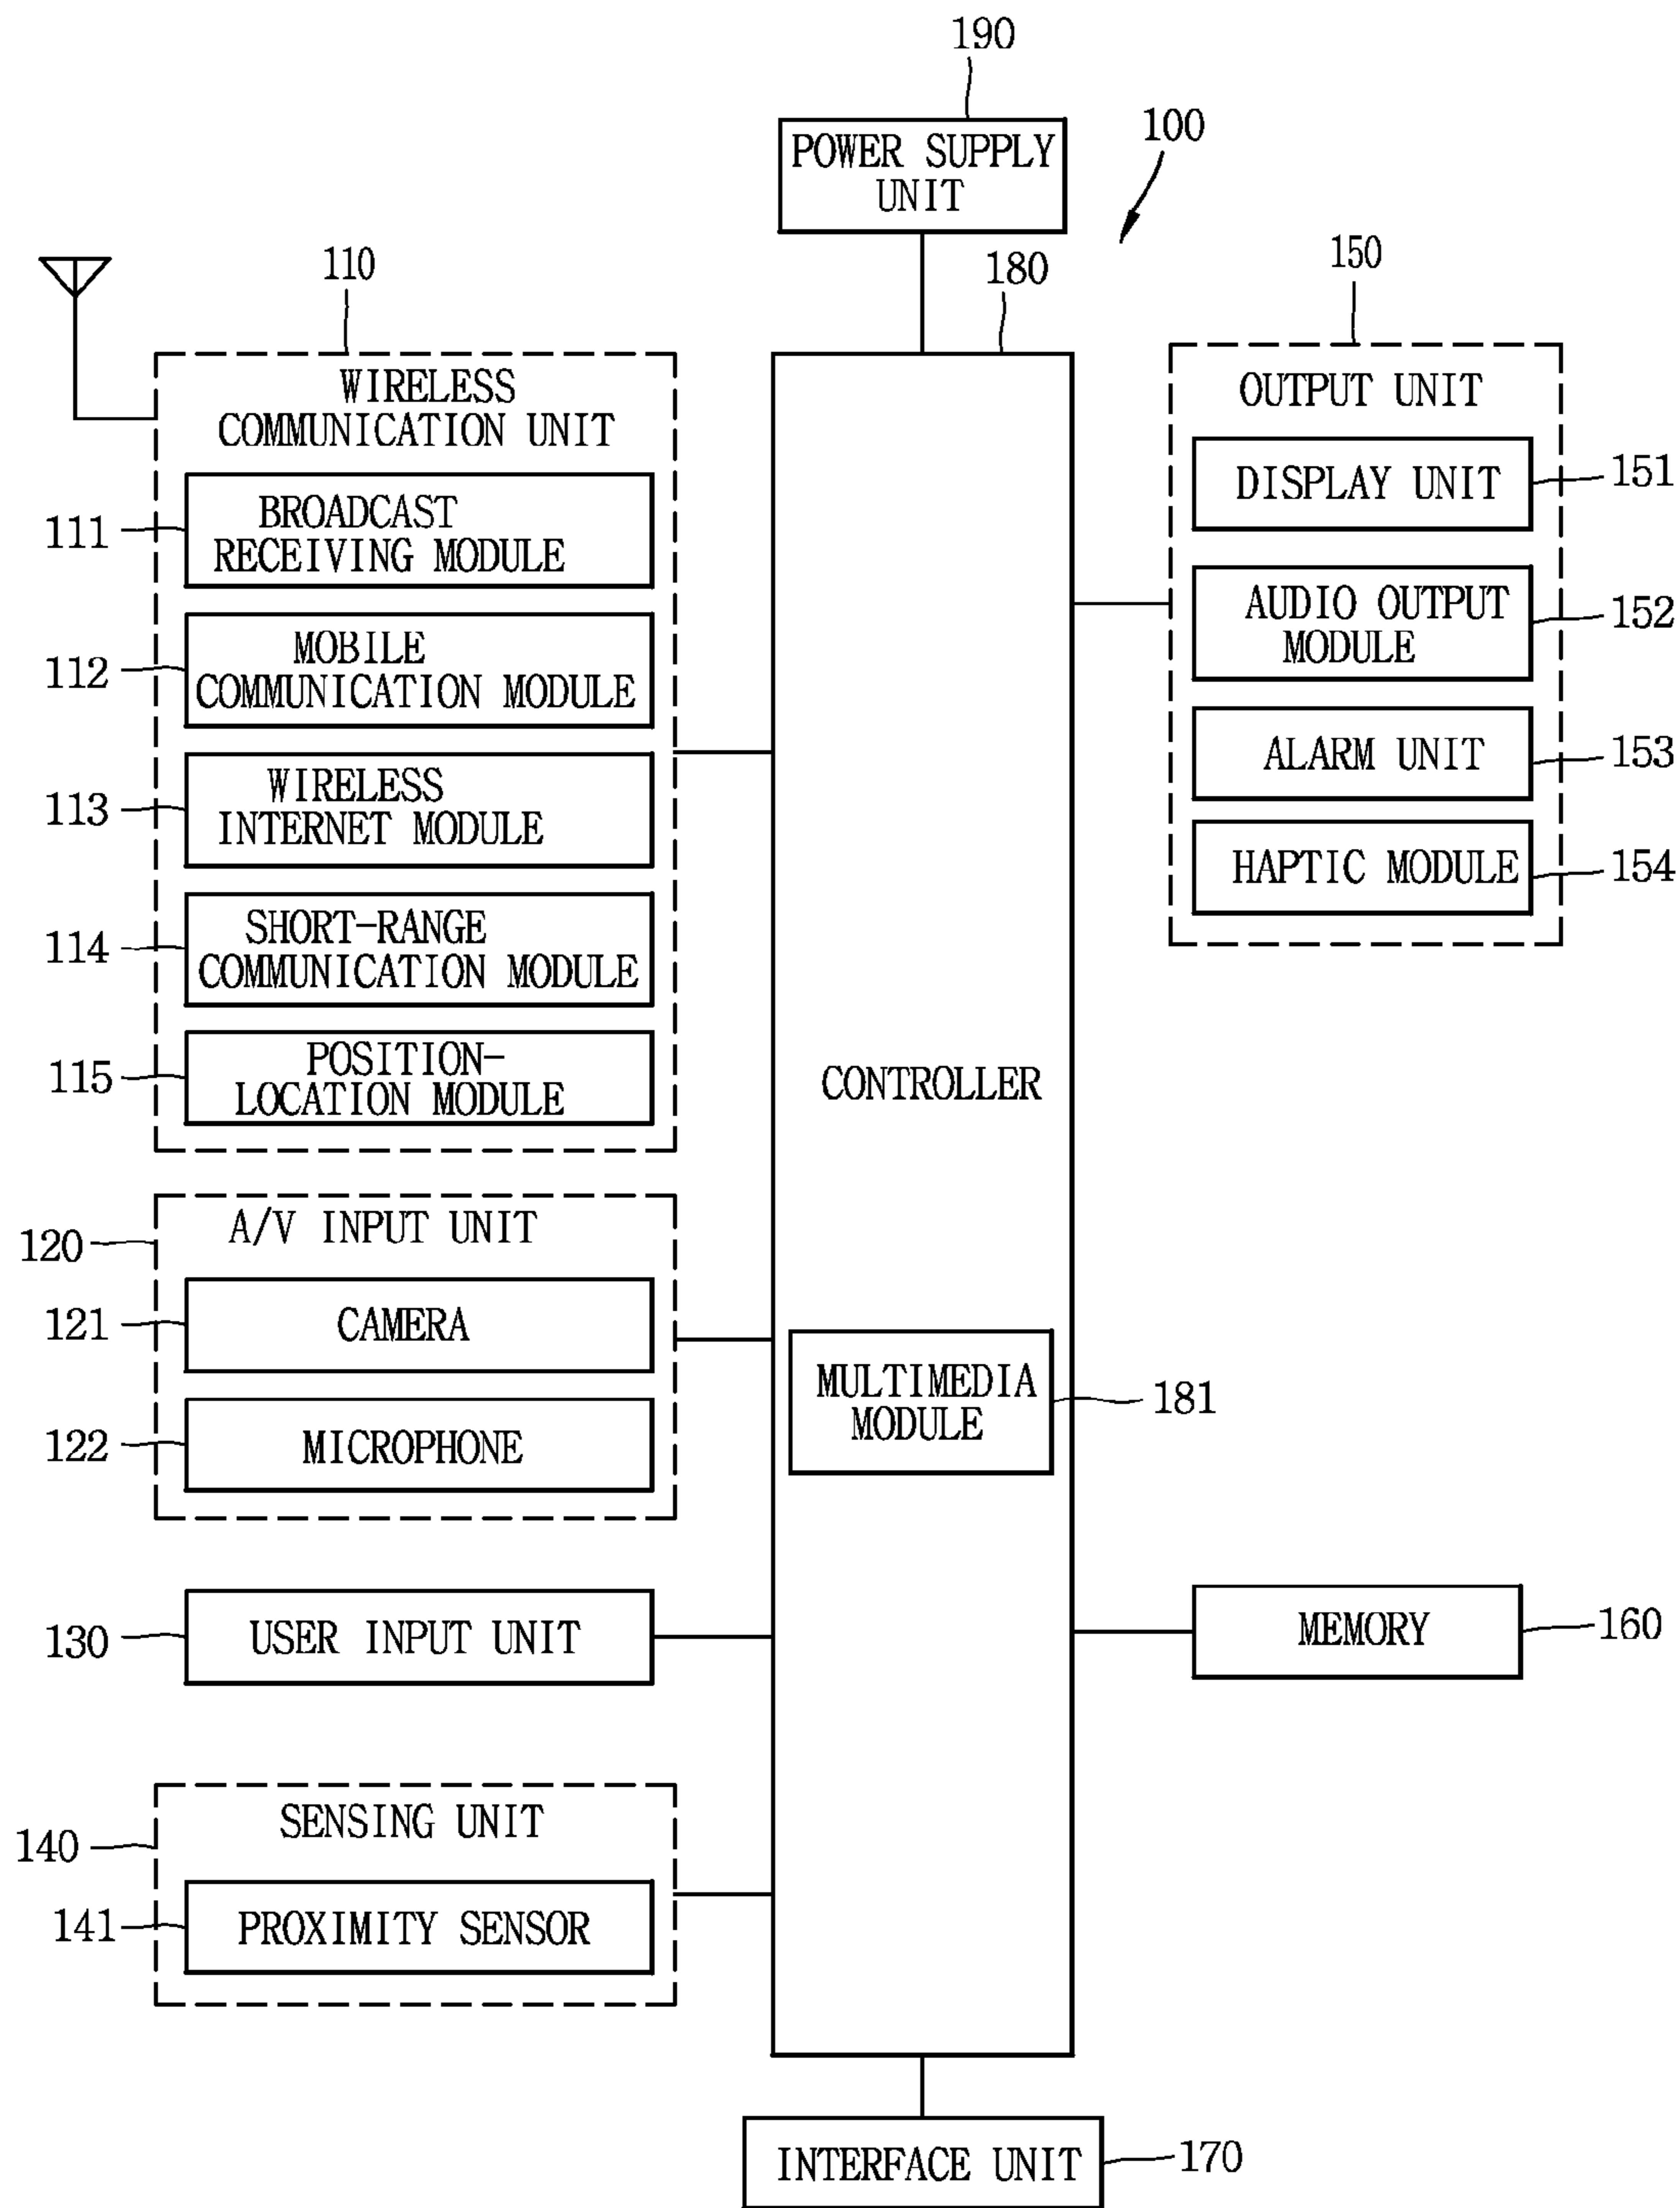 190
POWER SUPPLY
UNIT
100
110
180
150
WIRELESS
COMMUNICATION UNIT
111
BROADCAST
RECEIVING MODULE
112
MOBILE
COMMUNICATION MODULE
113
WIRELESS
INTERNET MODULE
114
SHORT-RANGE
COMMUNICATION MODULE
115
POSITION-
LOCATION MODULE
120
A/V INPUT UNIT
121
CAMERA
122
MICROPHONE
130
USER INPUT UNIT
140
SENSING UNIT
141
PROXIMITY SENSOR
CONTROLLER
MULTIMEDIA
MODULE
181
OUTPUT UNIT
DISPLAY UNIT
151
AUDIO OUTPUT
MODULE
152
ALARM UNIT
153
HAPTIC MODULE
154
MEMORY
160
INTERFACE UNIT
170